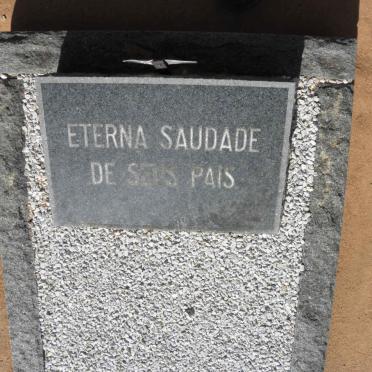 ETERNA SAUDADE
DE SEUS PAIS